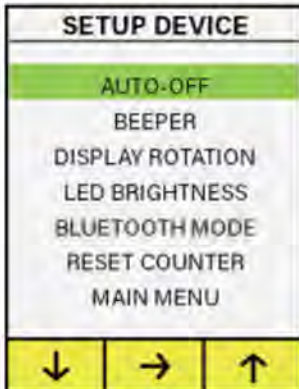 SETUP DEVICE
AUTO-OFF
BEEPER
DISPLAY ROTATION
LED BRIGHTNESS
BLUETOOTH MODE
RESET COUNTER
MAIN MENU
↓ → ↑